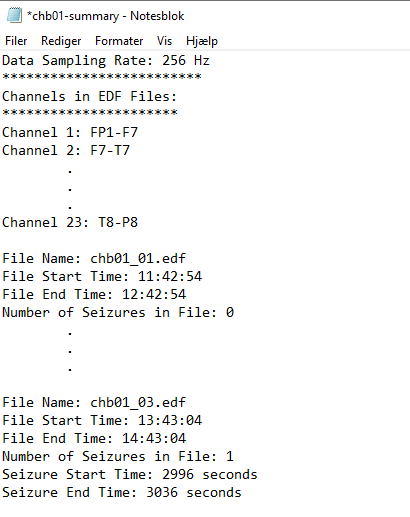 *chb01-summary - Notesblok
Filer Rediger Formater Vis Hjælp
Data Sampling Rate: 256 Hz
*************************
Channels in EDF Files:
**********************
Channel 1: FP1-F7
Channel 2: F7-T7
.
.
.
Channel 23: T8-P8
File Name: chb01_01.edf
File Start Time: 11:42:54
File End Time: 12:42:54
Number of Seizures in File: 0
.
.
.
File Name: chb01_03.edf
File Start Time: 13:43:04
File End Time: 14:43:04
Number of Seizures in File: 1
Seizure Start Time: 2996 seconds
Seizure End Time: 3036 seconds